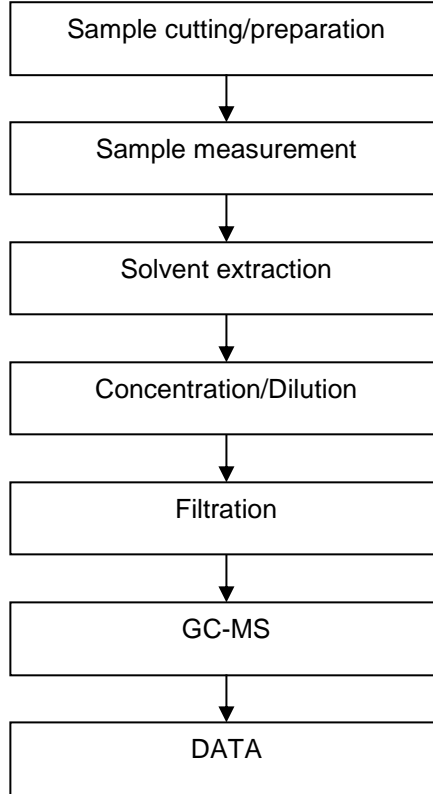 Sample cutting/preparation
Sample measurement
Solvent extraction
Concentration/Dilution
Filtration
GC-MS
DATA